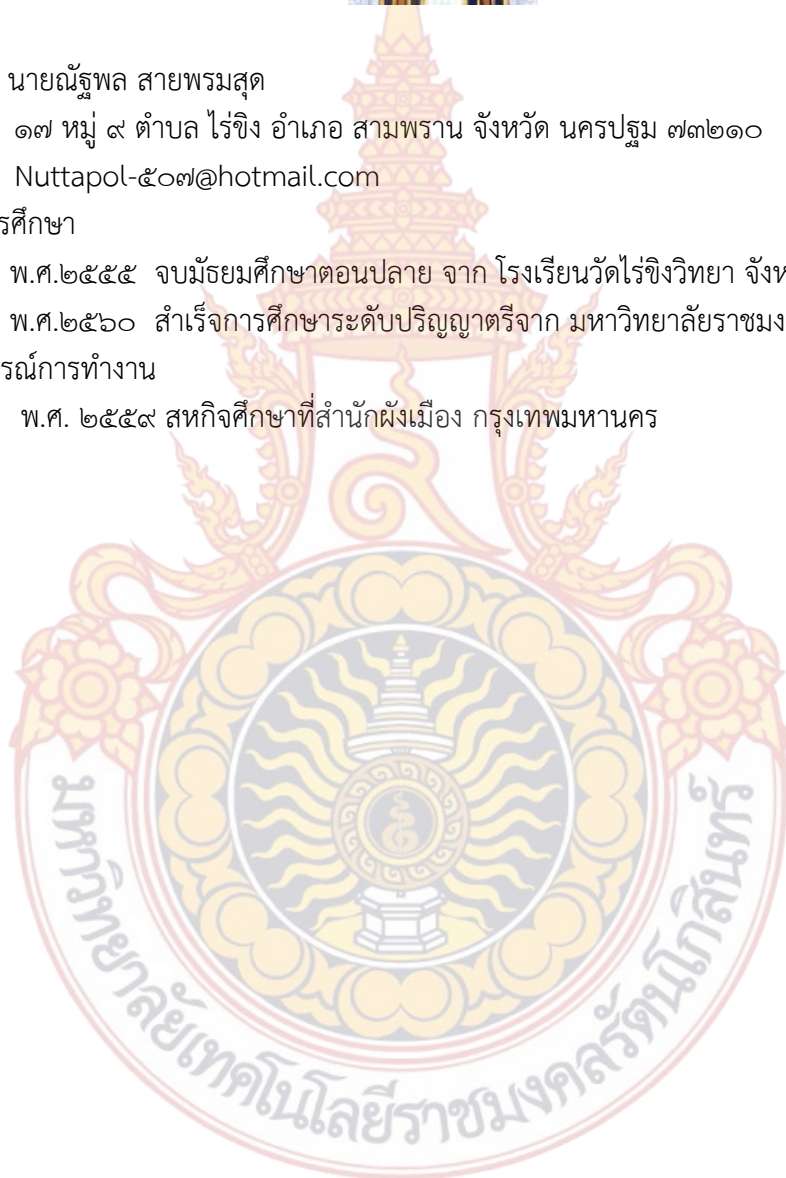 นายณัฐพล สายพรมสุด
๑๗ หมู่ ๙ ตำบล ไร่ขิง อำเภอ สามพราน จังหวัด นครปฐม ๗๓๒๑๐
Nuttapol-๕๐๗@hotmail.com
รศึกษา
พ.ศ.๒๕๕๕ จบมัธยมศึกษาตอนปลาย จาก โรงเรียนวัดไร่ขิงวิทยา จังห
พ.ศ.๒๕๖๐ สำเร็จการศึกษาระดับปริญญาตรีจาก มหาวิทยาลัยราชมง
รณ์การทำงาน
พ.ศ. ๒๕๕๙ สหกิจศึกษาที่สำนักผังเมือง กรุงเทพมหานคร
มหาวิทยาลัยเทคโนโลยีราชมงคลรัตนโกสินทร์